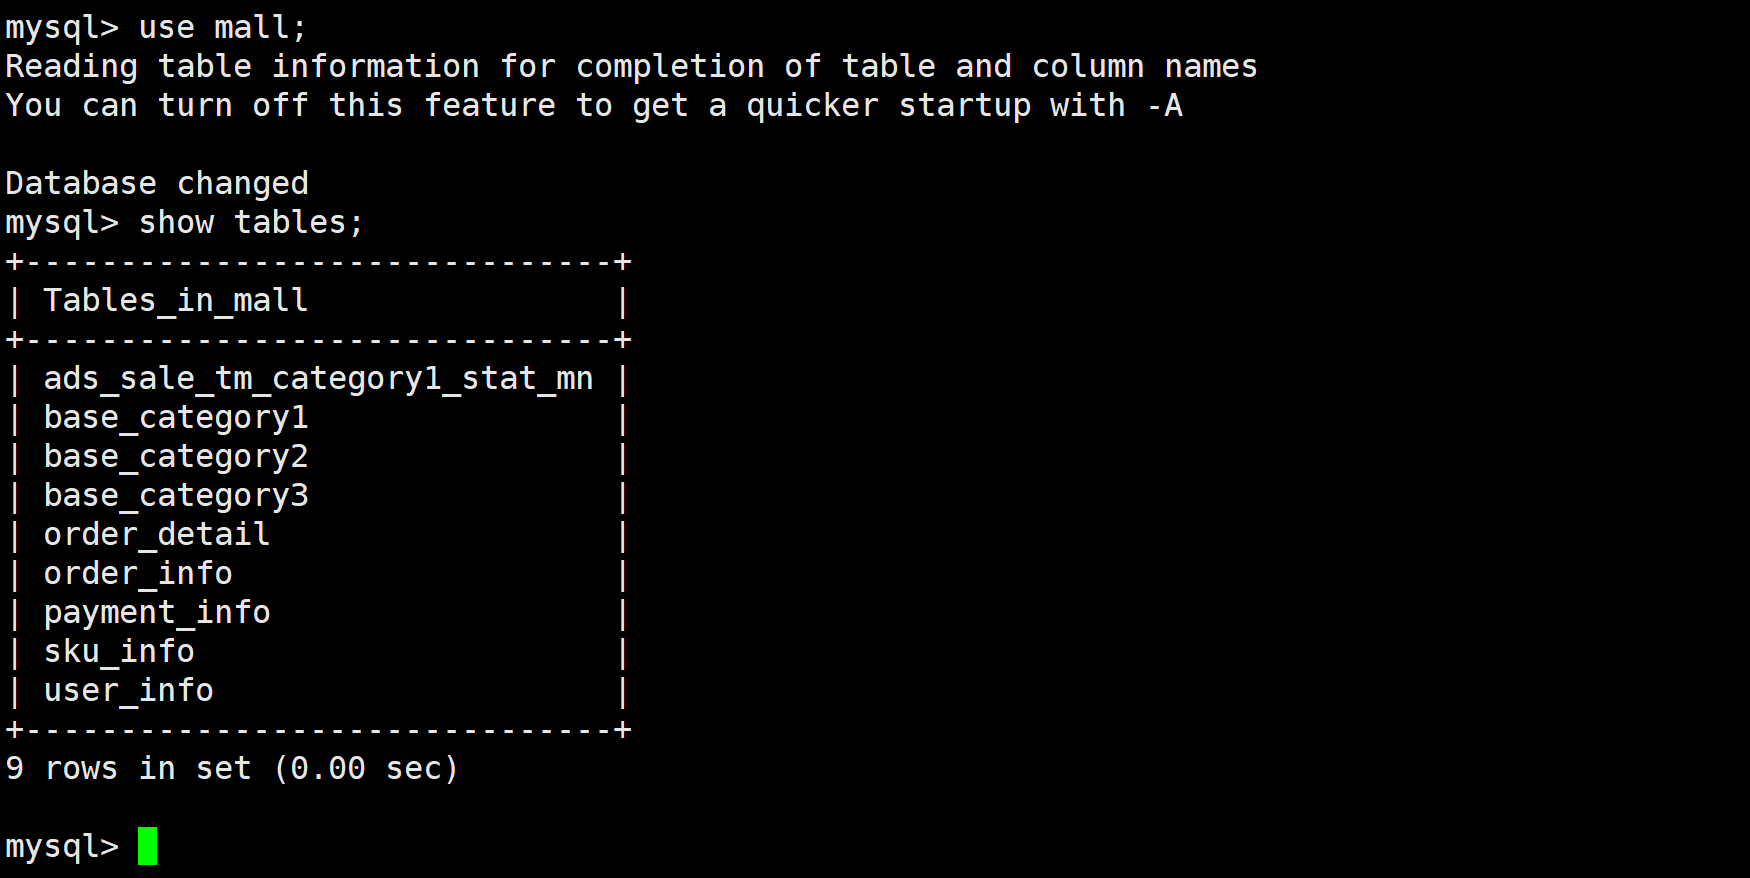 mysql> use mall;
Reading table information for completion of table and column names
You can turn off this feature to get a quicker startup with -A

Database changed
mysql> show tables;
+-------------------------------+
| Tables_in_mall                |
+-------------------------------+
| ads_sale_tm_category1_stat_mn |
| base_category1                |
| base_category2                |
| base_category3                |
| order_detail                  |
| order_info                    |
| payment_info                  |
| sku_info                      |
| user_info                     |
+-------------------------------+
9 rows in set (0.00 sec)

mysql>